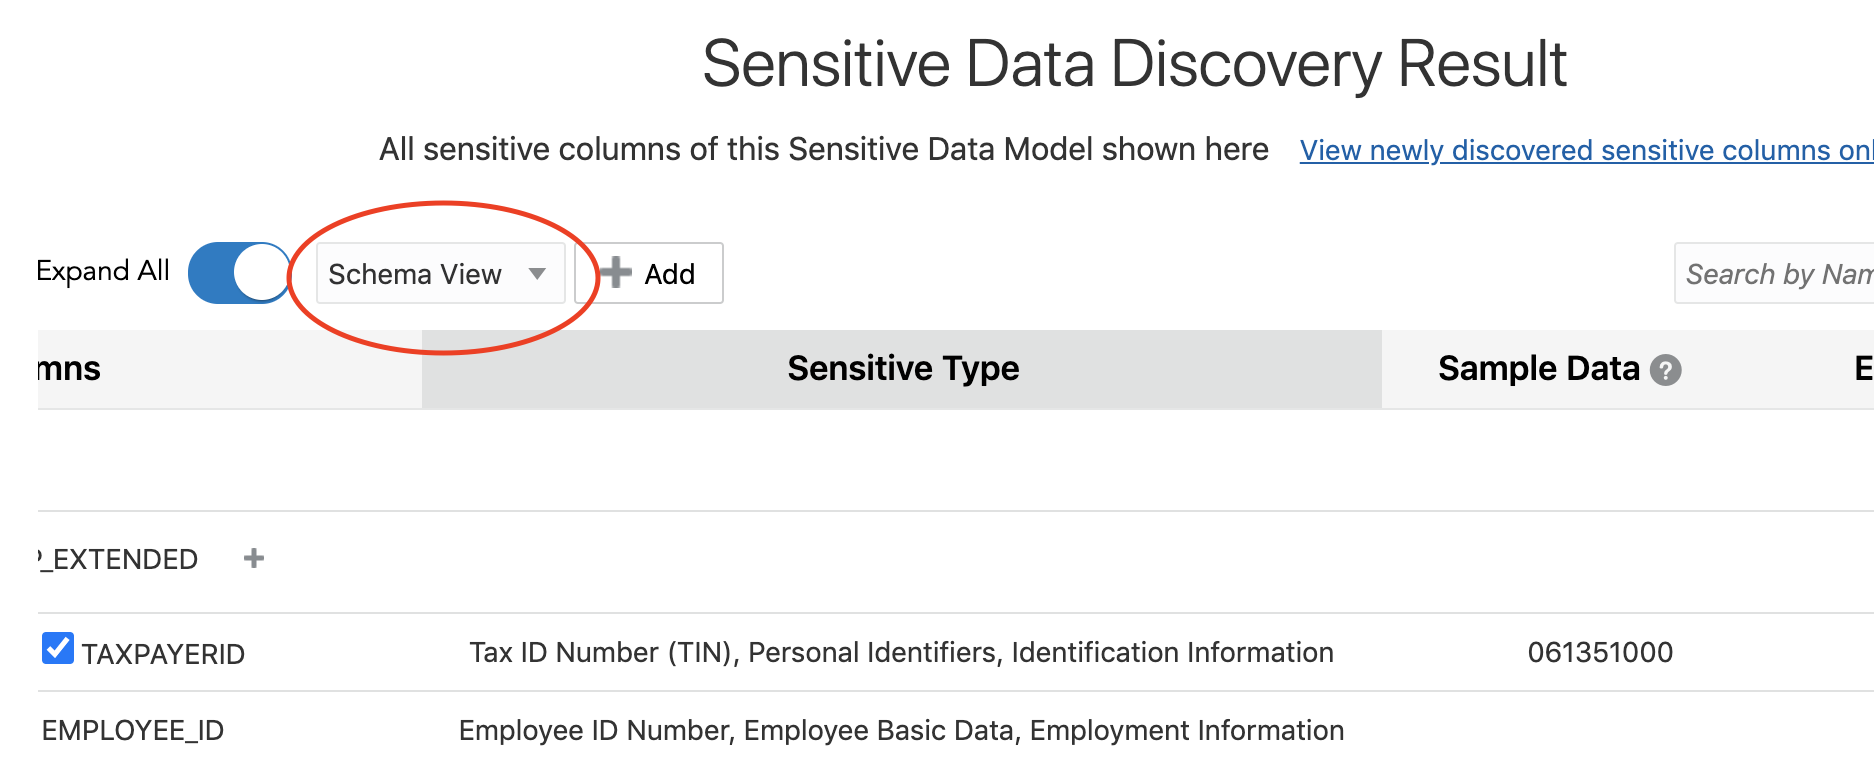 Sensitive Data Discovery Result
All sensitive columns of this Sensitive Data Model shown here View newly discovered sensitive columns onl
Expand All Schema View Add Search by Nam
mns Sensitive Type Sample Data ? E
_EXTENDED +
TAXPAYERID Tax ID Number (TIN), Personal Identifiers, Identification Information 061351000
EMPLOYEE_ID Employee ID Number, Employee Basic Data, Employment Information